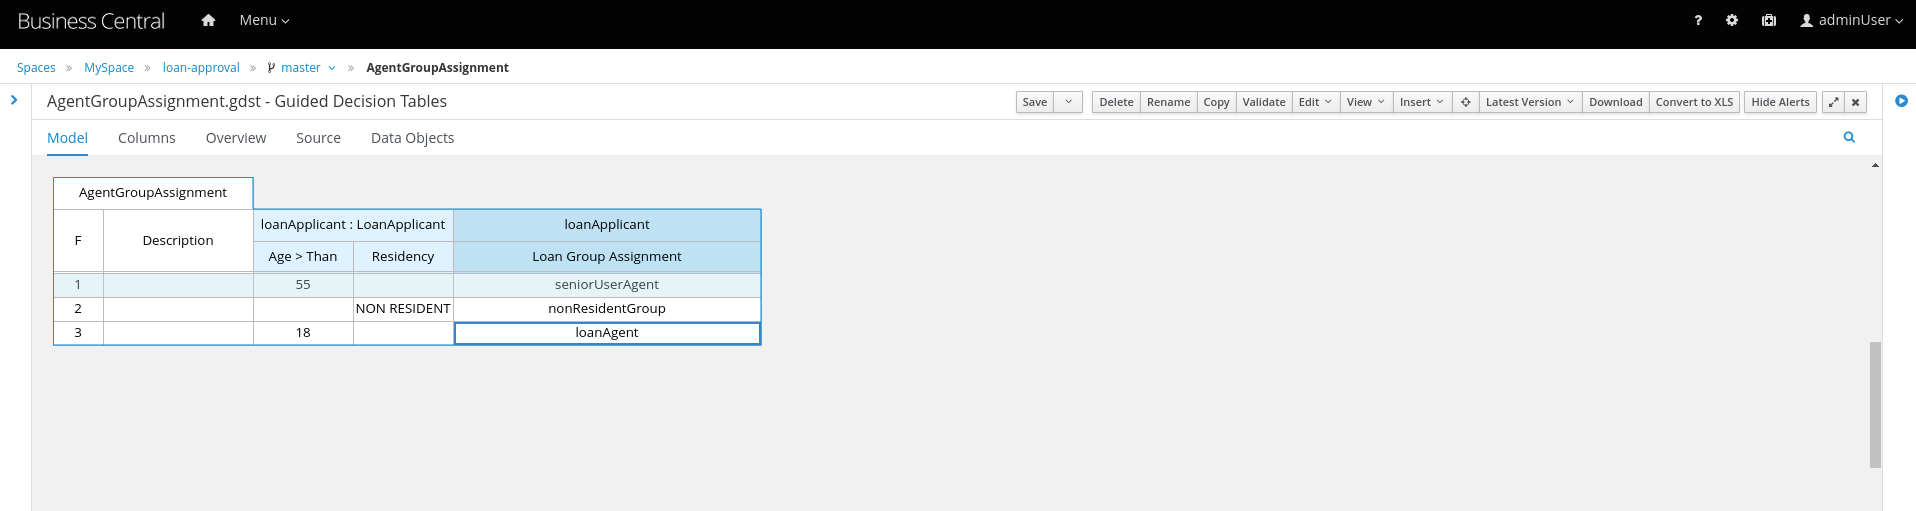 Business Central Menu ? adminUser
Spaces » MySpace » loan-approval » master » AgentGroupAssignment
AgentGroupAssignment.gdst - Guided Decision Tables Save Delete Rename Copy Validate Edit View Insert Latest Version Download Convert to XLS Hide Alerts
Model Columns Overview Source Data Objects
AgentGroupAssignment
loanApplicant : LoanApplicant loanApplicant
F Description
Age > Than Residency Loan Group Assignment
1 55 seniorUserAgent
2 NON RESIDENT nonResidentGroup
3 18 loanAgent